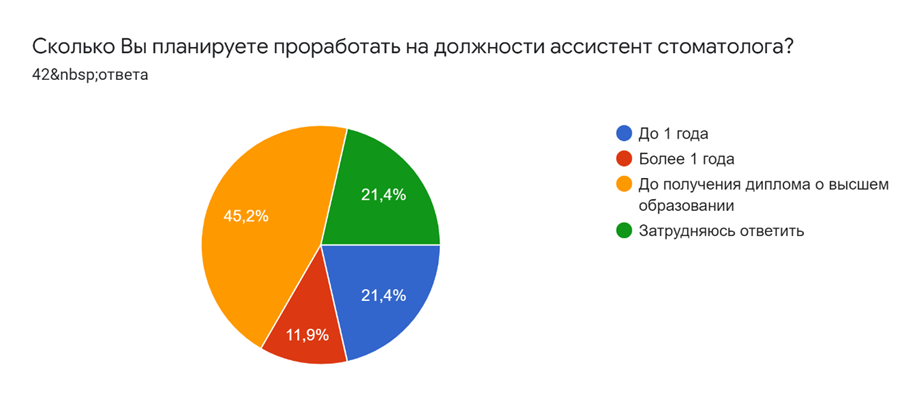 Сколько Вы планируете проработать на должности ассистент стоматолога?
42&nbsp;ответа
До 1 года
Более 1 года
До получения диплома о высшем
образовании
Затрудняюсь ответить
21,4%
45,2%
21,4%
11,9%